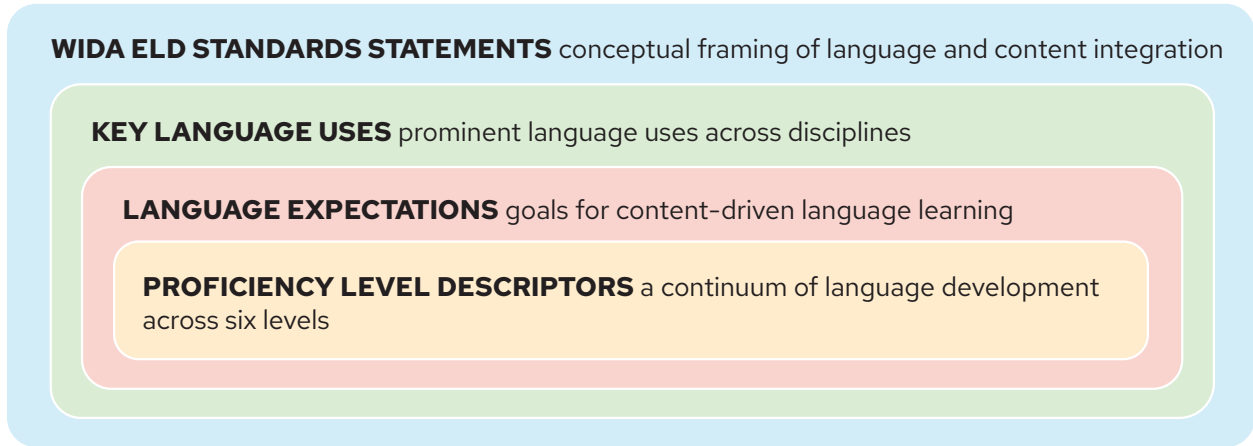 WIDA ELD STANDARDS STATEMENTS conceptual framing of language and content integration
KEY LANGUAGE USES prominent language uses across disciplines
LANGUAGE EXPECTATIONS goals for content-driven language learning
PROFICIENCY LEVEL DESCRIPTORS a continuum of language development
across six levels